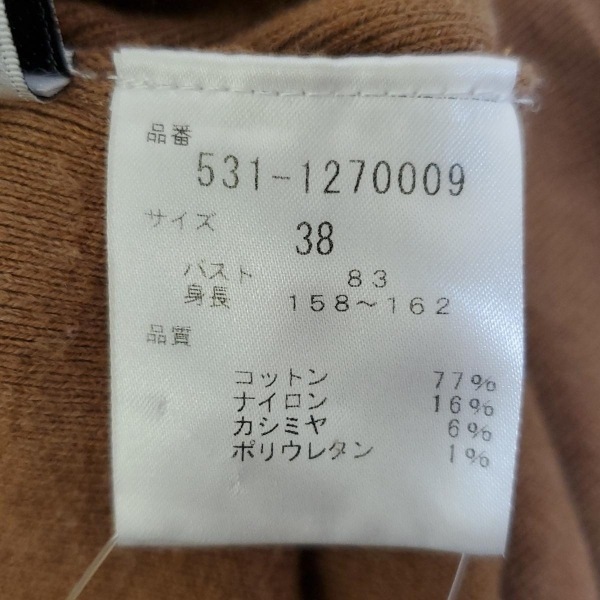 品番
531-1270009
サイズ
38
バスト 83
身長 158~162
品質
コットン 77%
ナイロン 16%
カシミヤ 6%
ポリウレタン 1%